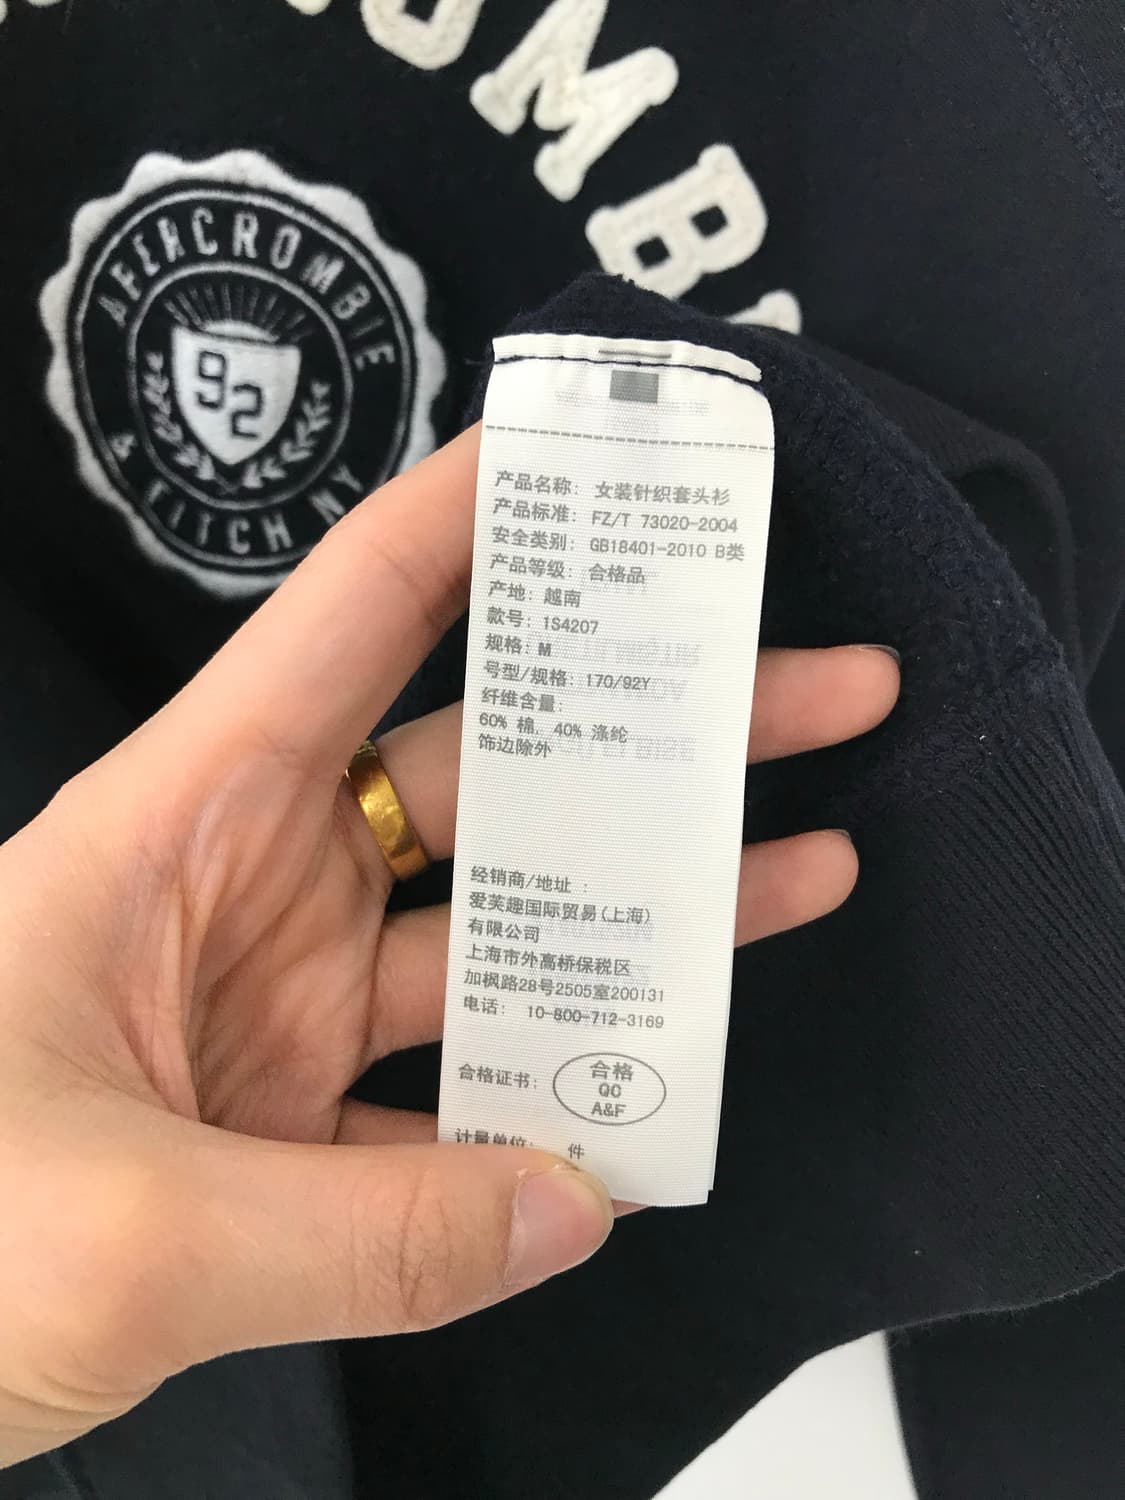 OMBI
ABERCROMBIE
92
& FITCH NY
产品名称: 女装针织套头衫
产品标准: FZ/T 73020-2004
安全类别: GB18401-2010 B类
产品等级: 合格品
产地: 越南
款号: 1S4207
规格: M
号型/规格: 170/92Y
纤维含量:
60% 棉, 40% 涤纶
饰边除外
经销商/地址 :
爱芙趣国际贸易(上海)
有限公司
上海市外高桥保税区
加枫路28号2505室200131
电话: 10-800-712-3169
合格证书:
合格
QC
A&F
计量单位: 件